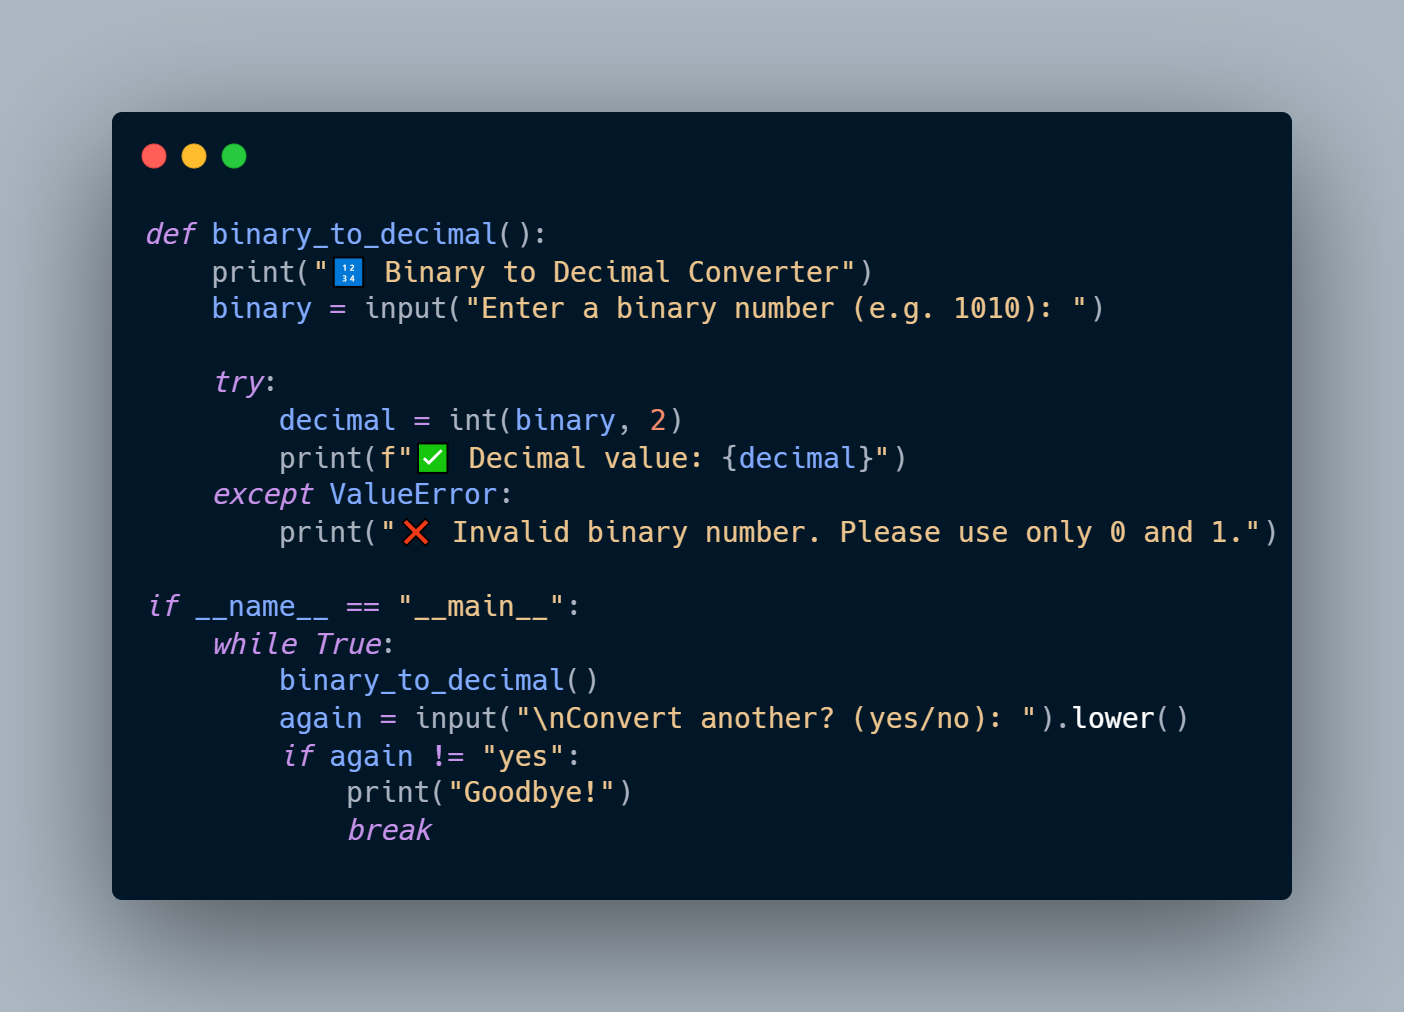 def binary_to_decimal():
    print("🔢 Binary to Decimal Converter")
    binary = input("Enter a binary number (e.g. 1010): ")

    try:
        decimal = int(binary, 2)
        print(f"✅ Decimal value: {decimal}")
    except ValueError:
        print("❌ Invalid binary number. Please use only 0 and 1.")

if __name__ == "__main__":
    while True:
        binary_to_decimal()
        again = input("\nConvert another? (yes/no): ").lower()
        if again != "yes":
            print("Goodbye!")
            break